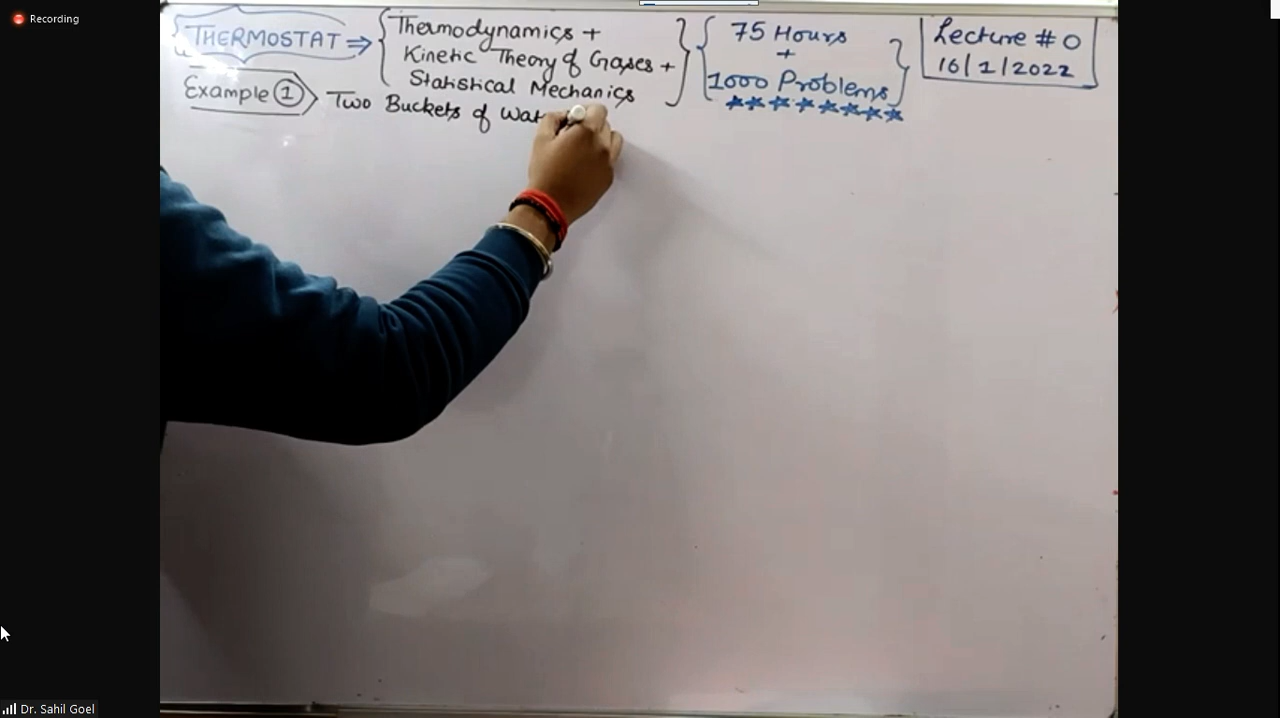 Recording
THERMOSTAT ⇒ { Thermodynamics +
Kinetic Theory of Gases +
Statistical Mechanics }
{ 75 Hours
+
1000 Problems }
★★★★★★★★
Lecture # 0
16/1/2022
Example ① Two Buckets of Wat
Dr. Sahil Goel